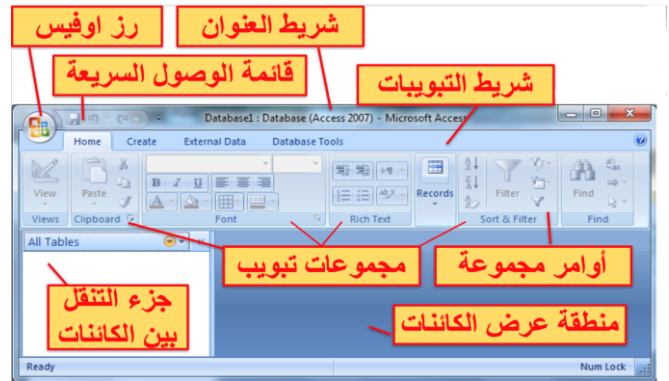 رز اوفيس
شريط العنوان
قائمة الوصول السريعة
شريط التبويبات
Database1 : Database (Access 2007) - Microsoft Access
Home Create External Data Database Tools
View Paste B I U A Records Filter Find
Views Clipboard Font Rich Text Sort & Filter Find
All Tables
مجموعات تبويب
أوامر مجموعة
جزء التنقل
بين الكائنات
منطقة عرض الكائنات
Ready Num Lock